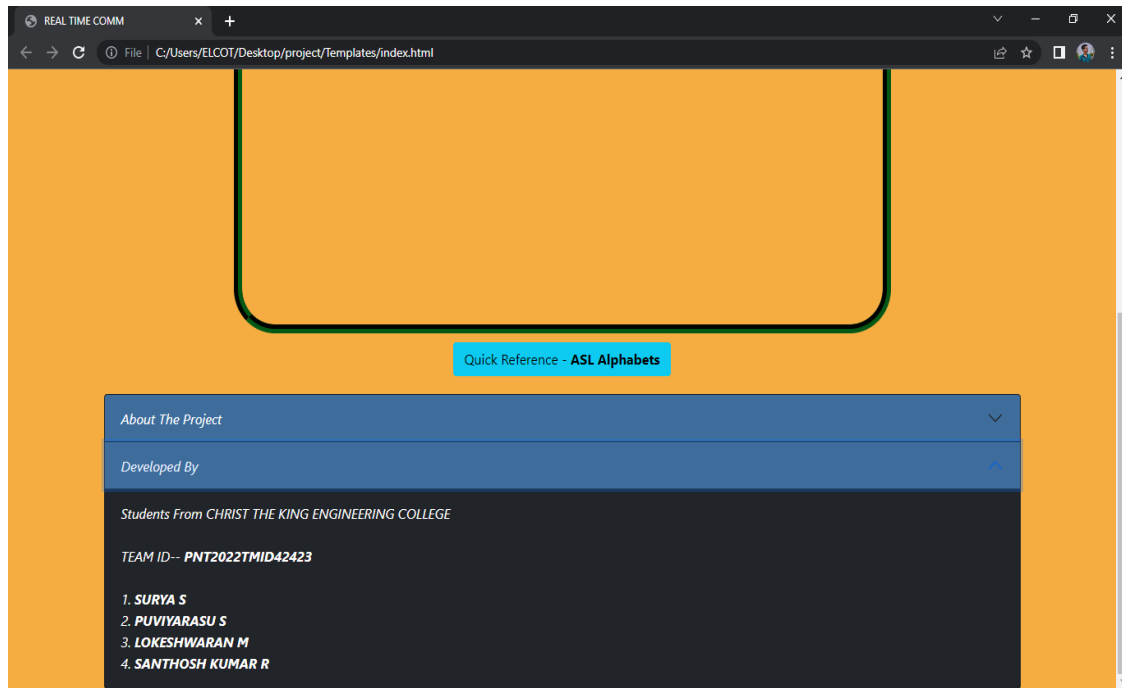 REAL TIME COMM
File | C:/Users/ELCOT/Desktop/project/Templates/index.html
Quick Reference - ASL Alphabets
About The Project
Developed By
Students From CHRIST THE KING ENGINEERING COLLEGE
TEAM ID-- PNT2022TMID42423
1. SURYA S
2. PUVIYARASU S
3. LOKESHWARAN M
4. SANTHOSH KUMAR R